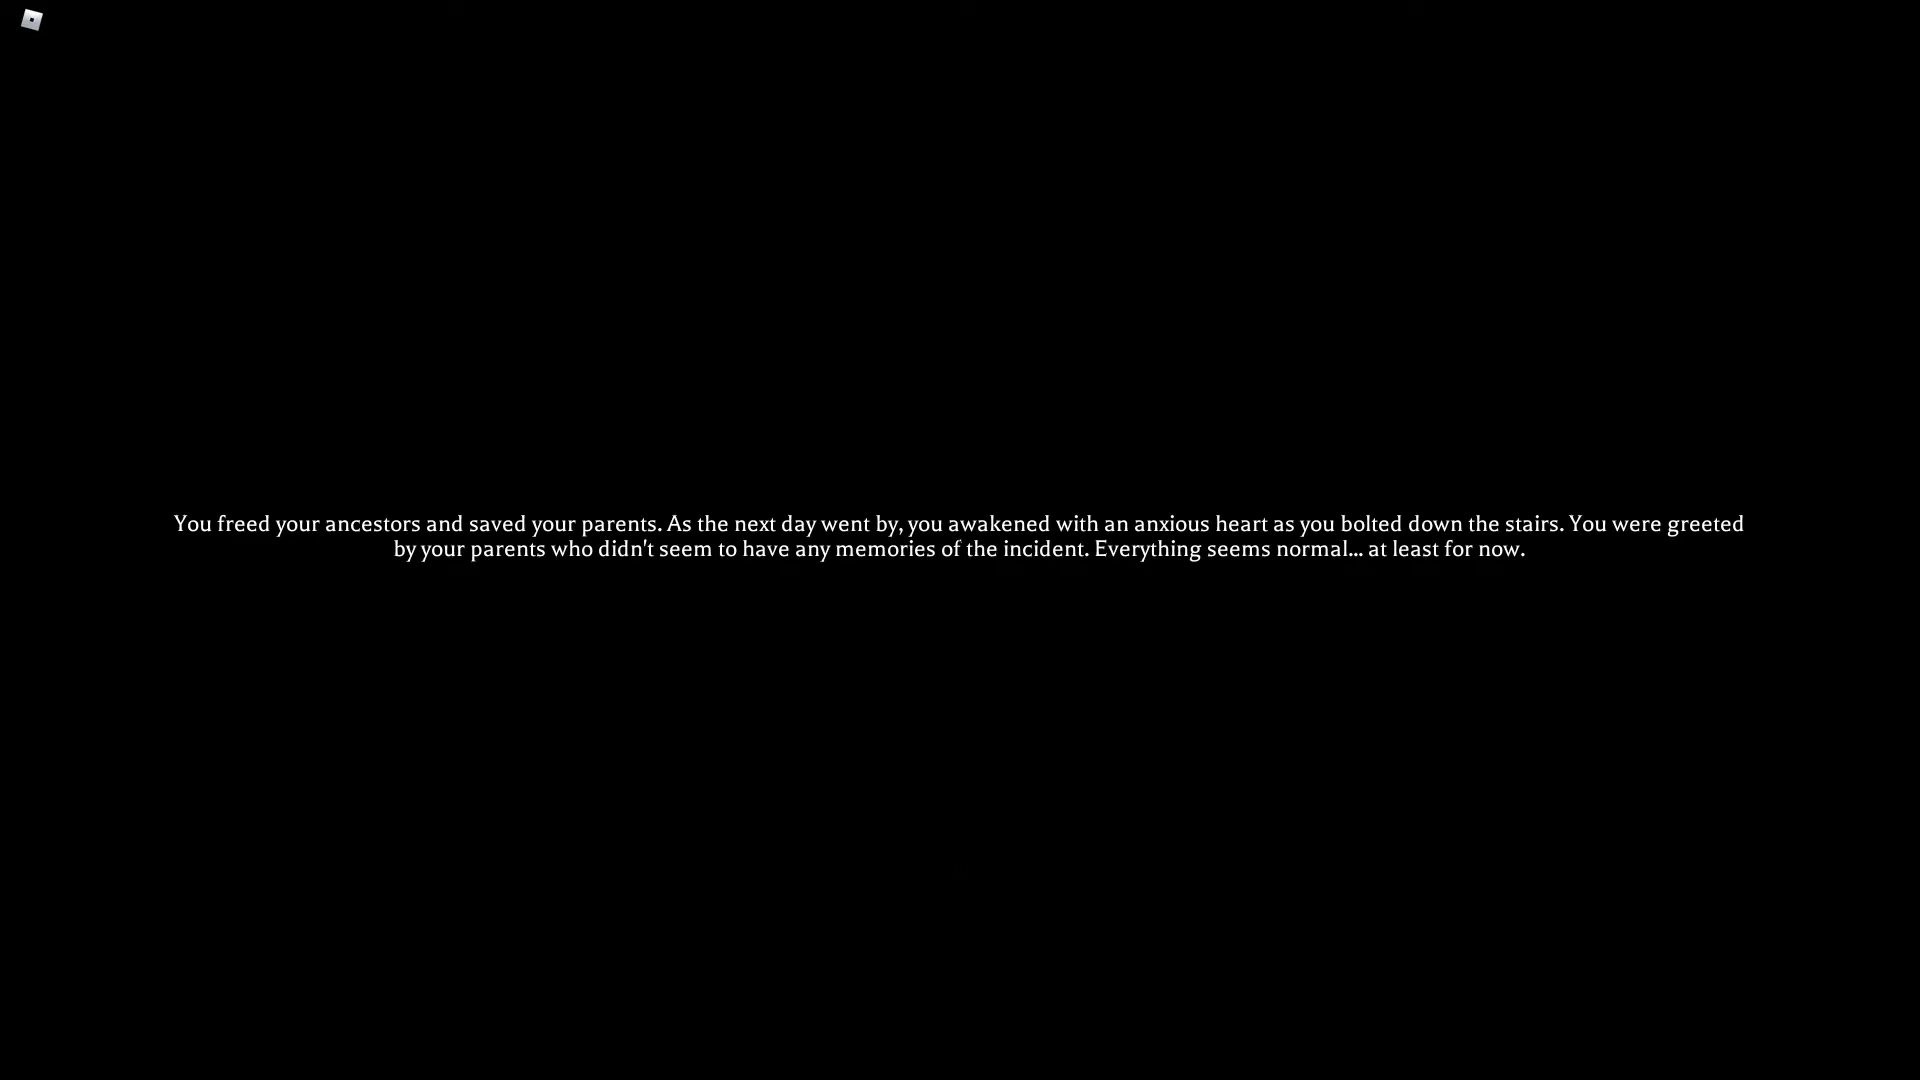 You freed your ancestors and saved your parents. As the next day went by, you awakened with an anxious heart as you bolted down the stairs. You were greeted
by your parents who didn't seem to have any memories of the incident. Everything seems normal... at least for now.